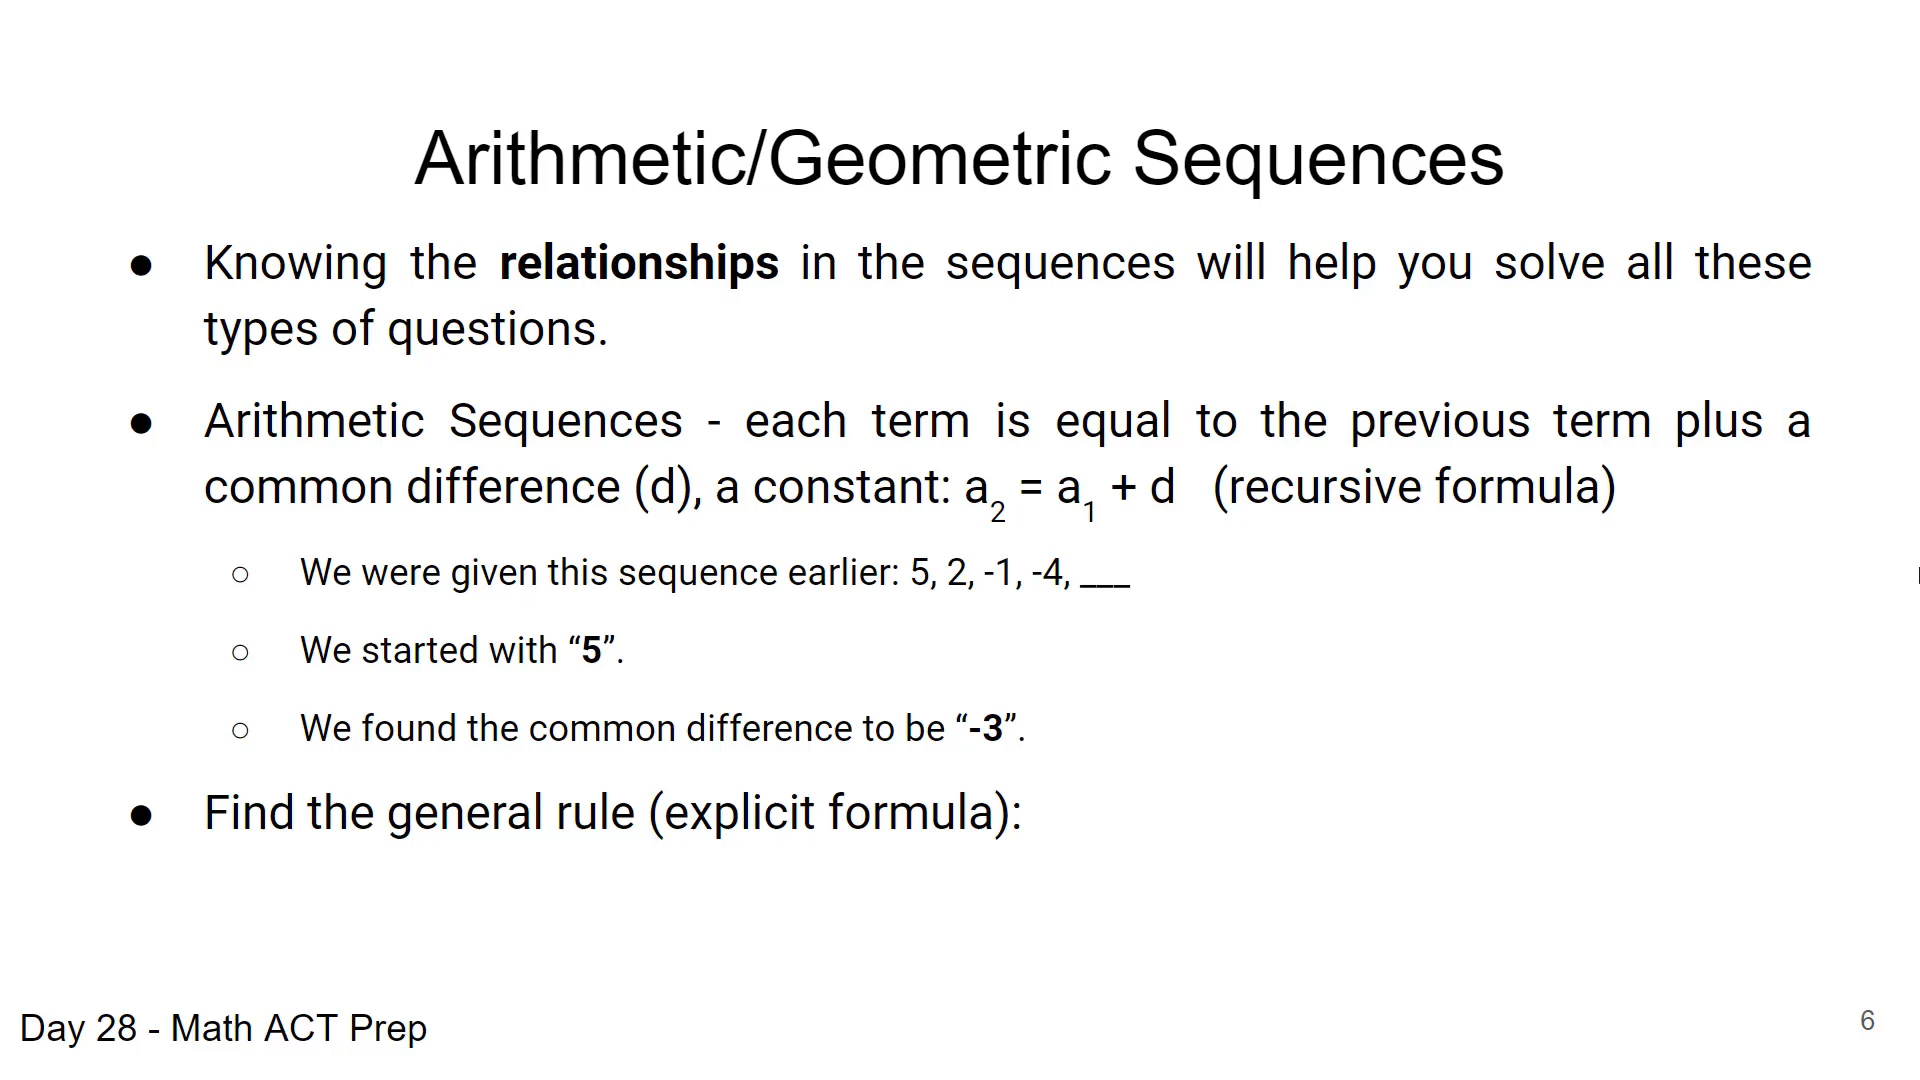 Arithmetic/Geometric Sequences
● Knowing the relationships in the sequences will help you solve all these
types of questions.
● Arithmetic Sequences - each term is equal to the previous term plus a
common difference (d), a constant: a₂ = a₁ + d (recursive formula)
○ We were given this sequence earlier: 5, 2, -1, -4, ___
○ We started with “5”.
○ We found the common difference to be “-3”.
● Find the general rule (explicit formula):
Day 28 - Math ACT Prep
6